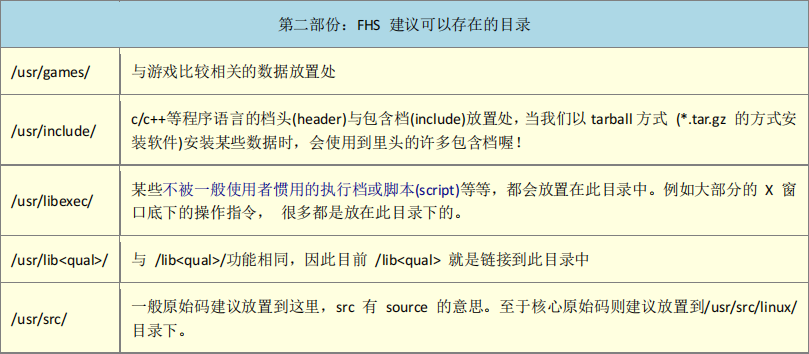 第二部份：FHS 建议可以存在的目录
/usr/games/ 与游戏比较相关的数据放置处
/usr/include/ c/c++等程序语言的档头(header)与包含档(include)放置处，当我们以 tarball 方式 (*.tar.gz 的方式安
装软件)安装某些数据时，会使用到里头的许多包含档喔！
/usr/libexec/ 某些不被一般使用者惯用的执行档或脚本(script)等等，都会放置在此目录中。例如大部分的 X 窗
口底下的操作指令， 很多都是放在此目录下的。
/usr/lib<qual>/ 与 /lib<qual>/功能相同，因此目前 /lib<qual> 就是链接到此目录中
/usr/src/ 一般原始码建议放置到这里，src 有 source 的意思。至于核心原始码则建议放置到/usr/src/linux/
目录下。